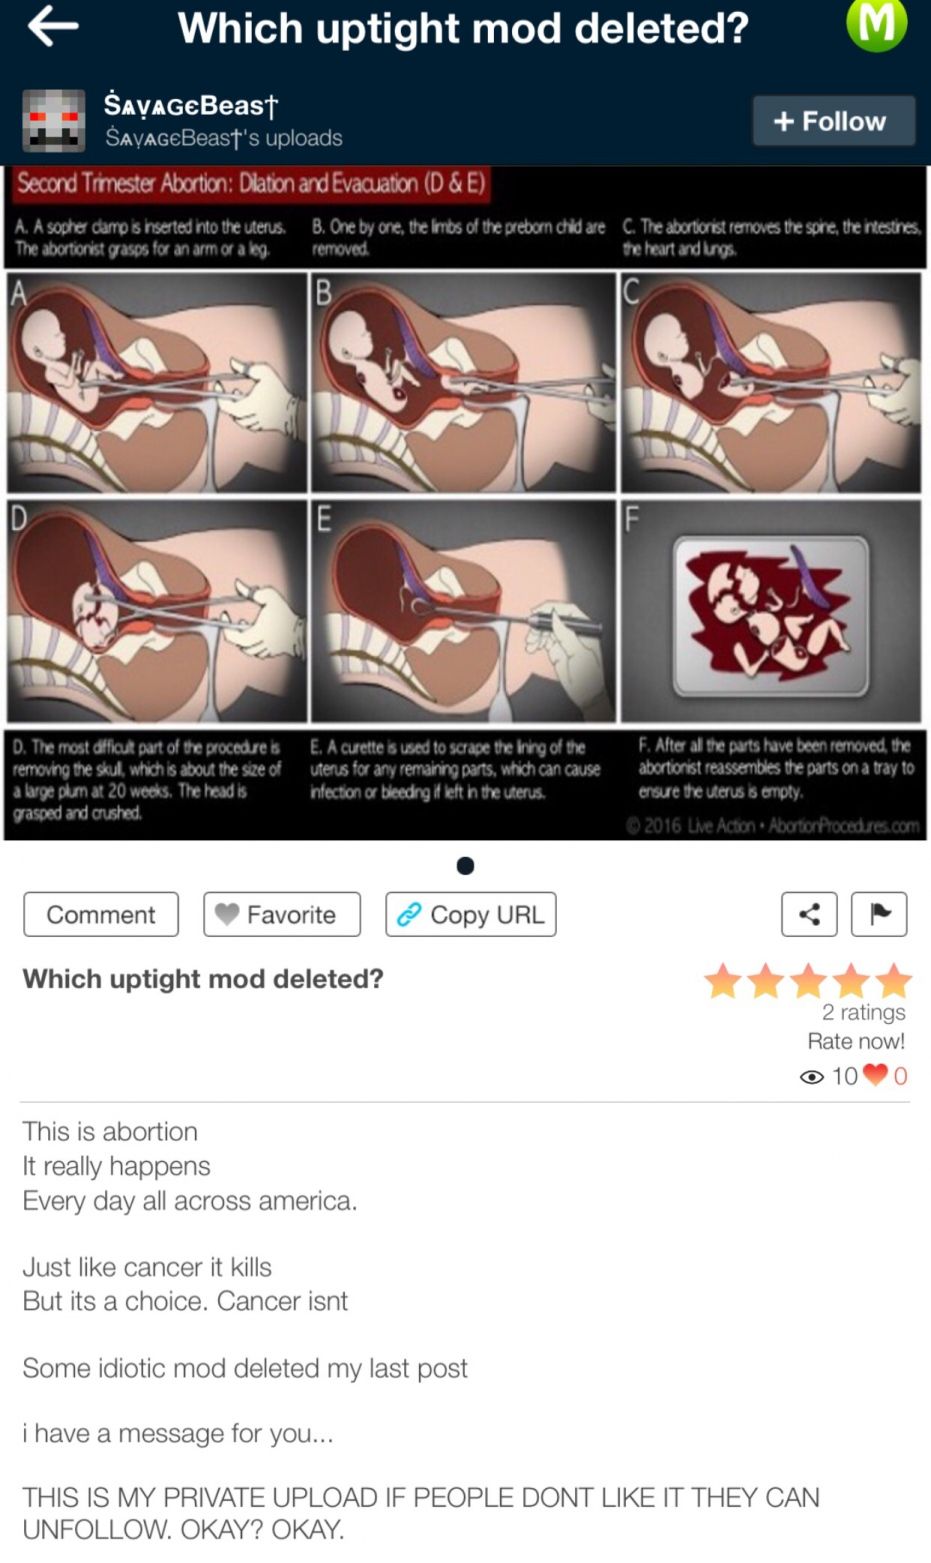 Which uptight mod deleted?
M
ṠᴀṿᴀGЄBeas†
ṠᴀṿᴀGЄBeas†'s uploads
+ Follow
Second Trimester Abortion: Dilation and Evacuation (D & E)
A. A sopher clamp is inserted into the uterus.
The abortionist grasps for an arm or a leg.
B. One by one, the limbs of the preborn child are
removed.
C. The abortionist removes the spine, the intestines,
the heart and lungs.
A
B
C
D
E
F
D. The most difficult part of the procedure is
removing the skull, which is about the size of
a large plum at 20 weeks. The head is
grasped and crushed.
E. A curette is used to scrape the lining of the
uterus for any remaining parts, which can cause
infection or bleeding if left in the uterus.
F. After all the parts have been removed, the
abortionist reassembles the parts on a tray to
ensure the uterus is empty.
© 2016 Live Action • AbortionProcedures.com
Comment
Favorite
Copy URL
Which uptight mod deleted?
2 ratings
Rate now!
10 0
This is abortion
It really happens
Every day all across america.
Just like cancer it kills
But its a choice. Cancer isnt
Some idiotic mod deleted my last post
i have a message for you...
THIS IS MY PRIVATE UPLOAD IF PEOPLE DONT LIKE IT THEY CAN
UNFOLLOW. OKAY? OKAY.